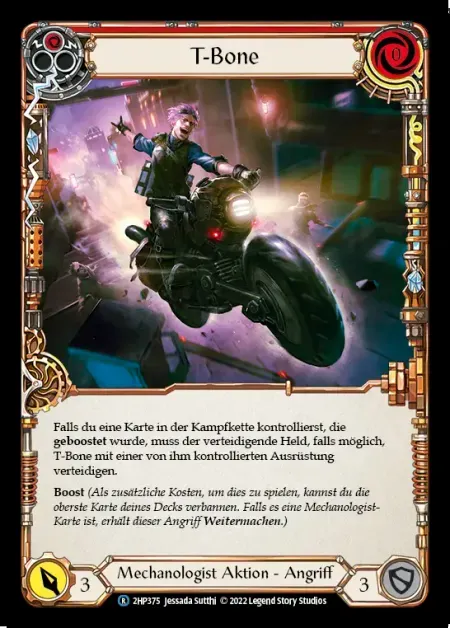 T-Bone
0
Falls du eine Karte in der Kampfkette kontrollierst, die
geboostet wurde, muss der verteidigende Held, falls möglich,
T-Bone mit einer von ihm kontrollierten Ausrüstung
verteidigen.
Boost (Als zusätzliche Kosten, um dies zu spielen, kannst du die
oberste Karte deines Decks verbannen. Falls es eine Mechanologist-
Karte ist, erhält dieser Angriff Weitermachen.)
3 Mechanologist Aktion - Angriff 3
R 2HP375 Jessada Sutthi © 2022 Legend Story Studios